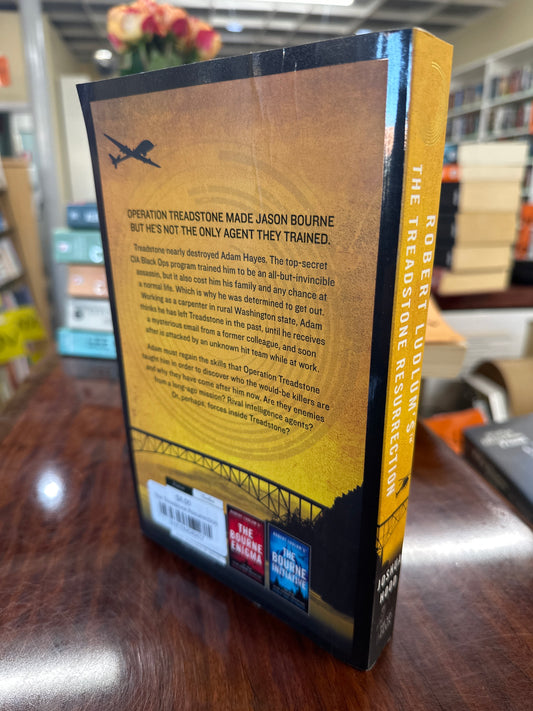 OPERATION TREADSTONE MADE JASON BOURNE
BUT HE'S NOT THE ONLY AGENT THEY TRAINED.
Treadstone nearly destroyed Adam Hayes. The top-secret
CIA Black Ops program trained him to be an all-but-invincible
assassin, but it also cost him his family and any chance at
a normal life. Which is why he was determined to get out.
Working as a carpenter in rural Washington state, Adam
thinks he has left Treadstone in the past, until he receives
a mysterious email from a former colleague, and soon
after is attacked by an unknown hit team while at work.
Adam must regain the skills that Operation Treadstone
taught him in order to discover who the would-be killers are
and why they have come after him now. Are they enemies
from a long-ago mission? Rival intelligence agents?
Or, perhaps, forces inside Treadstone?
THE
BOURNE
ENIGMA
THE
BOURNE
INITIATIVE
ROBERT LUDLUM'S™
THE TREADSTONE RESURRECTION
JOSHUA
HOOD